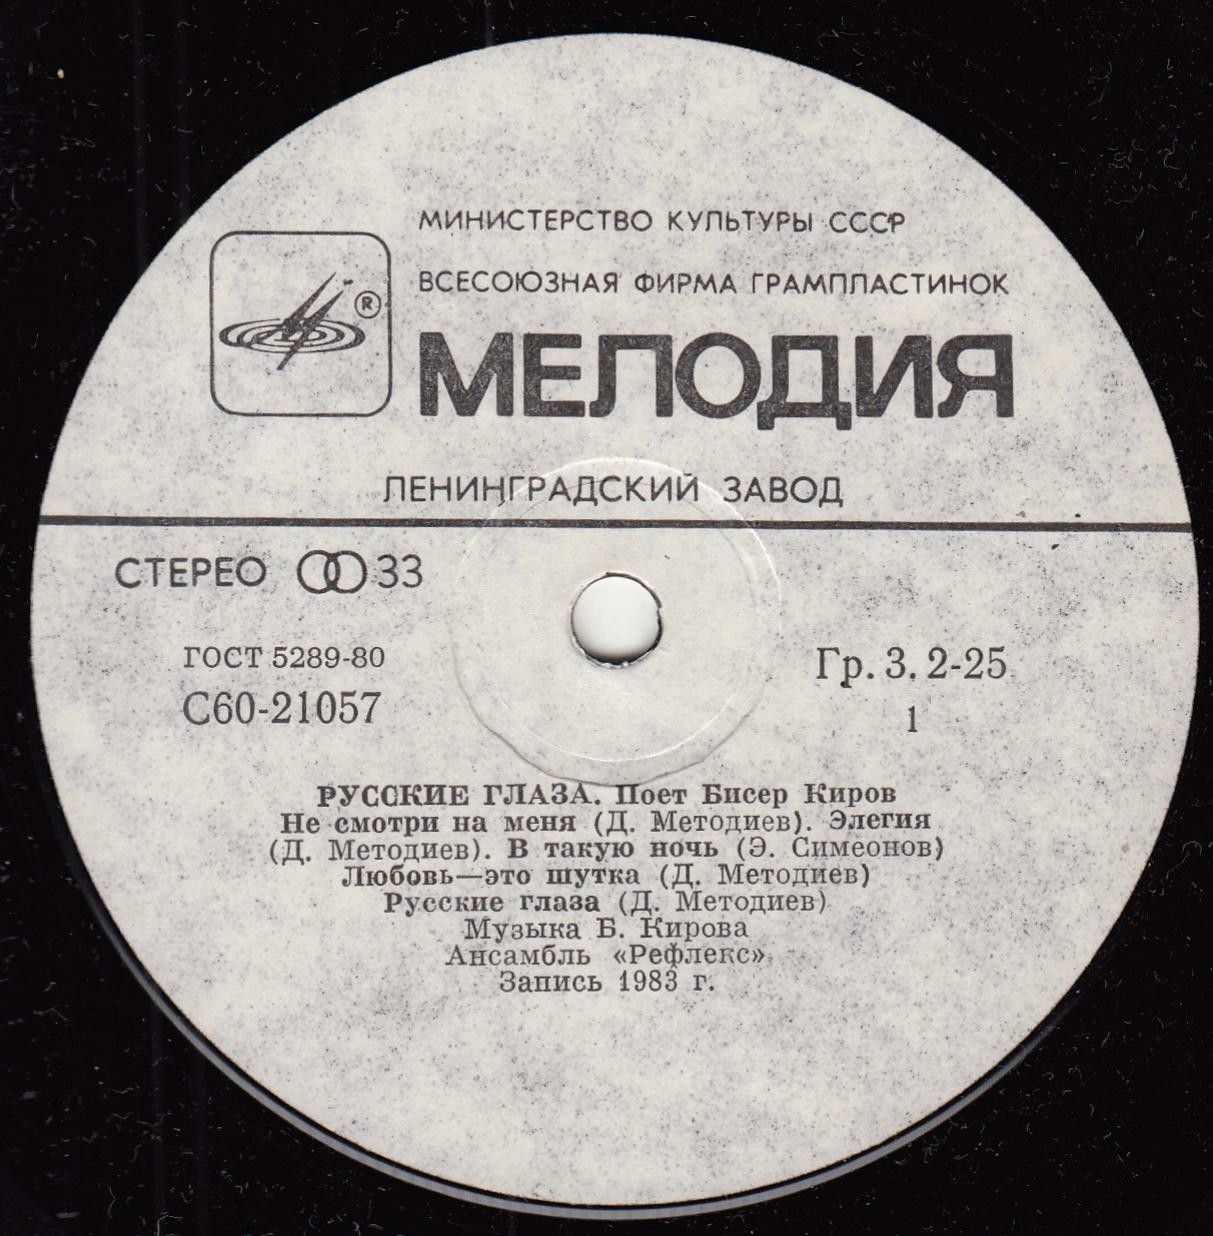 МИНИСТЕРСТВО КУЛЬТУРЫ СССР
ВСЕСОЮЗНАЯ ФИРМА ГРАМПЛАСТИНОК
®
МЕЛОДИЯ
ЛЕНИНГРАДСКИЙ ЗАВОД
СТЕРЕО 33
ГОСТ 5289-80
Гр. 3. 2-25
С60-21057
1
РУССКИЕ ГЛАЗА. Поет Бисер Киров
Не смотри на меня (Д. Методиев). Элегия
(Д. Методиев). В такую ночь (Э. Симеонов)
Любовь—это шутка (Д. Методиев)
Русские глаза (Д. Методиев)
Музыка Б. Кирова
Ансамбль «Рефлекс»
Запись 1983 г.